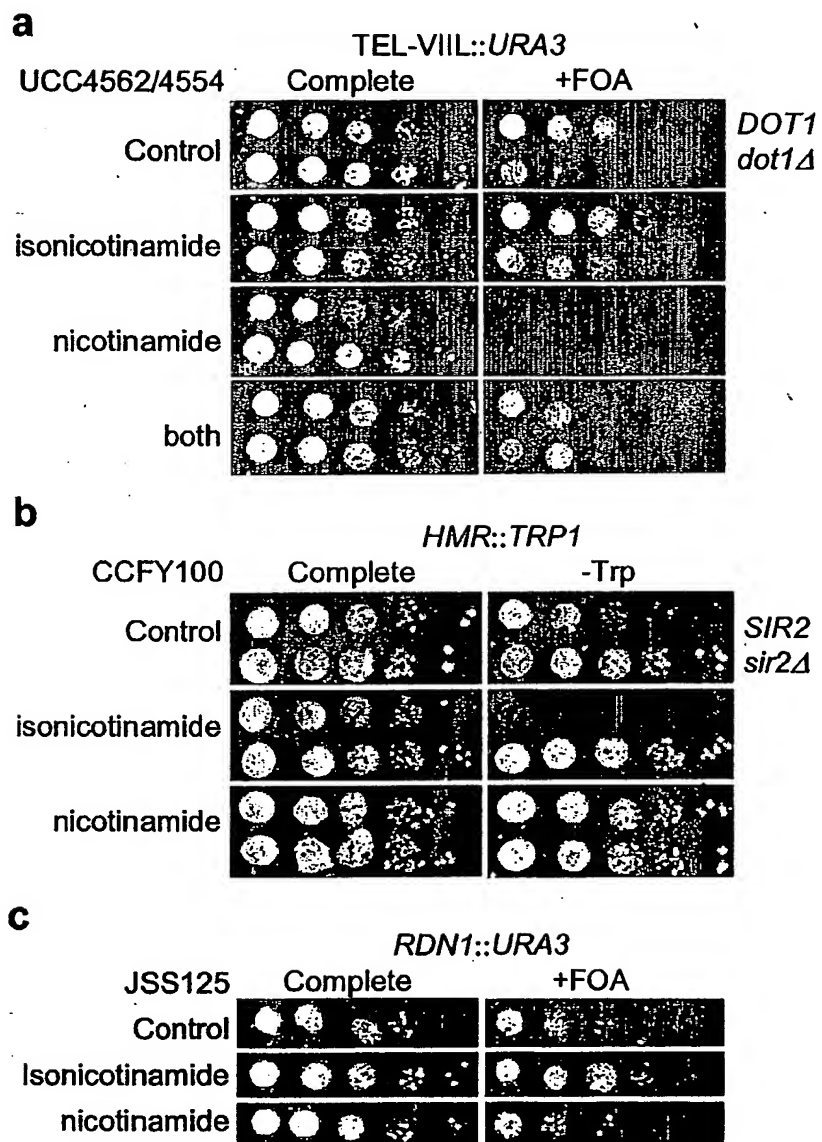 a
TEL-VIIL::URA3
UCC4562/4554 Complete +FOA
Control
DOT1
dot1Δ
isonicotinamide
nicotinamide
both
b
HMR::TRP1
CCFY100 Complete -Trp
Control
SIR2
sir2Δ
isonicotinamide
nicotinamide
c
RDN1::URA3
JSS125 Complete +FOA
Control
Isonicotinamide
nicotinamide